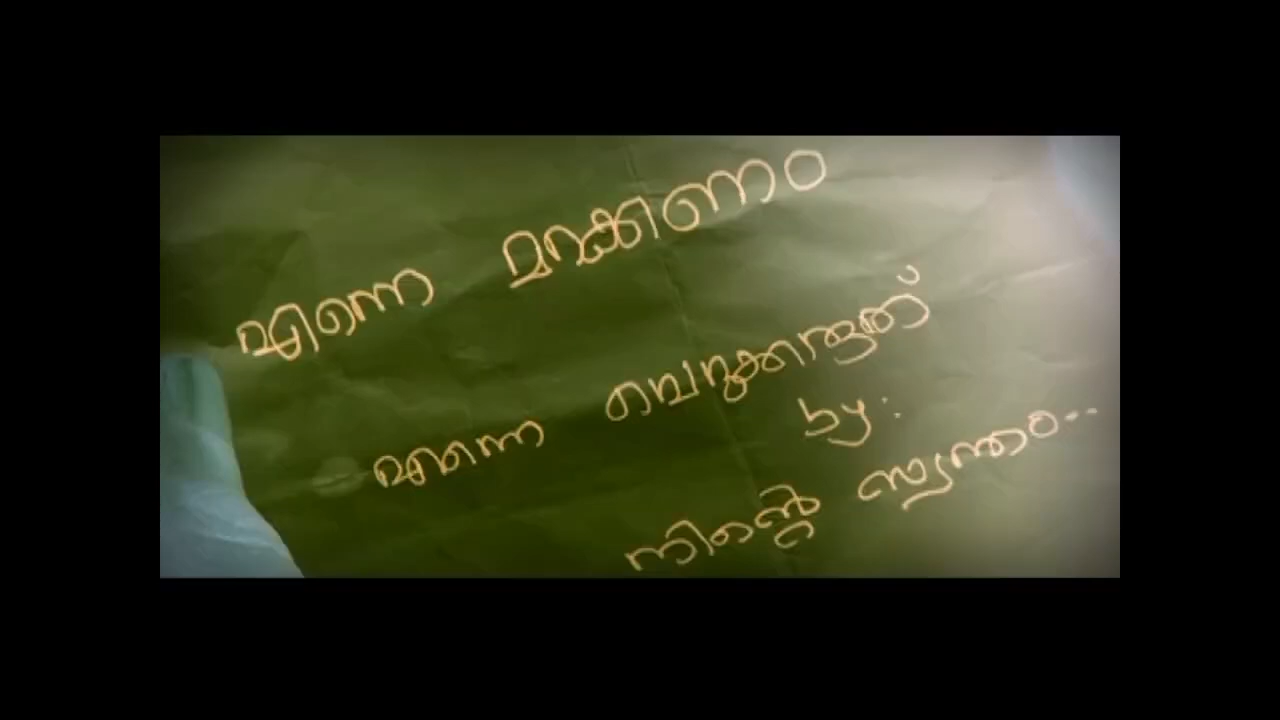 എന്നെ മറക്കണം
എന്നെ വെറുക്കരുത്
by:
നിന്റെ സ്വന്തം..